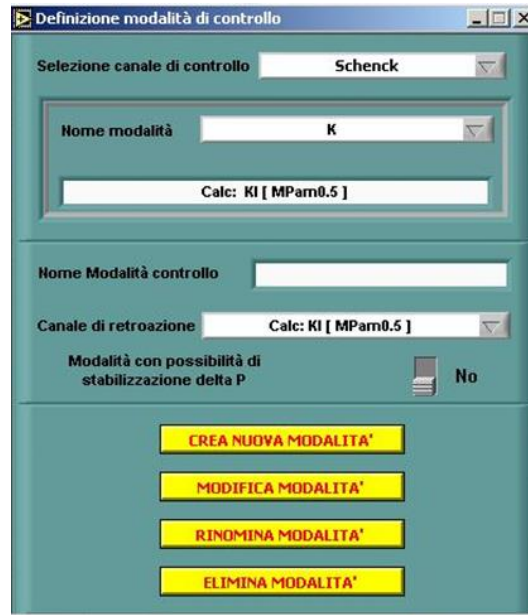 Definizione modalità di controllo
Selezione canale di controllo Schenck
Nome modalità K
Calc: KI [ MPam0.5 ]
Nome Modalità controllo
Canale di retroazione Calc: KI [ MPam0.5 ]
Modalità con possibilità di
stabilizzazione delta P No
CREA NUOVA MODALITA'
MODIFICA MODALITA'
RINOMINA MODALITA'
ELIMINA MODALITA'